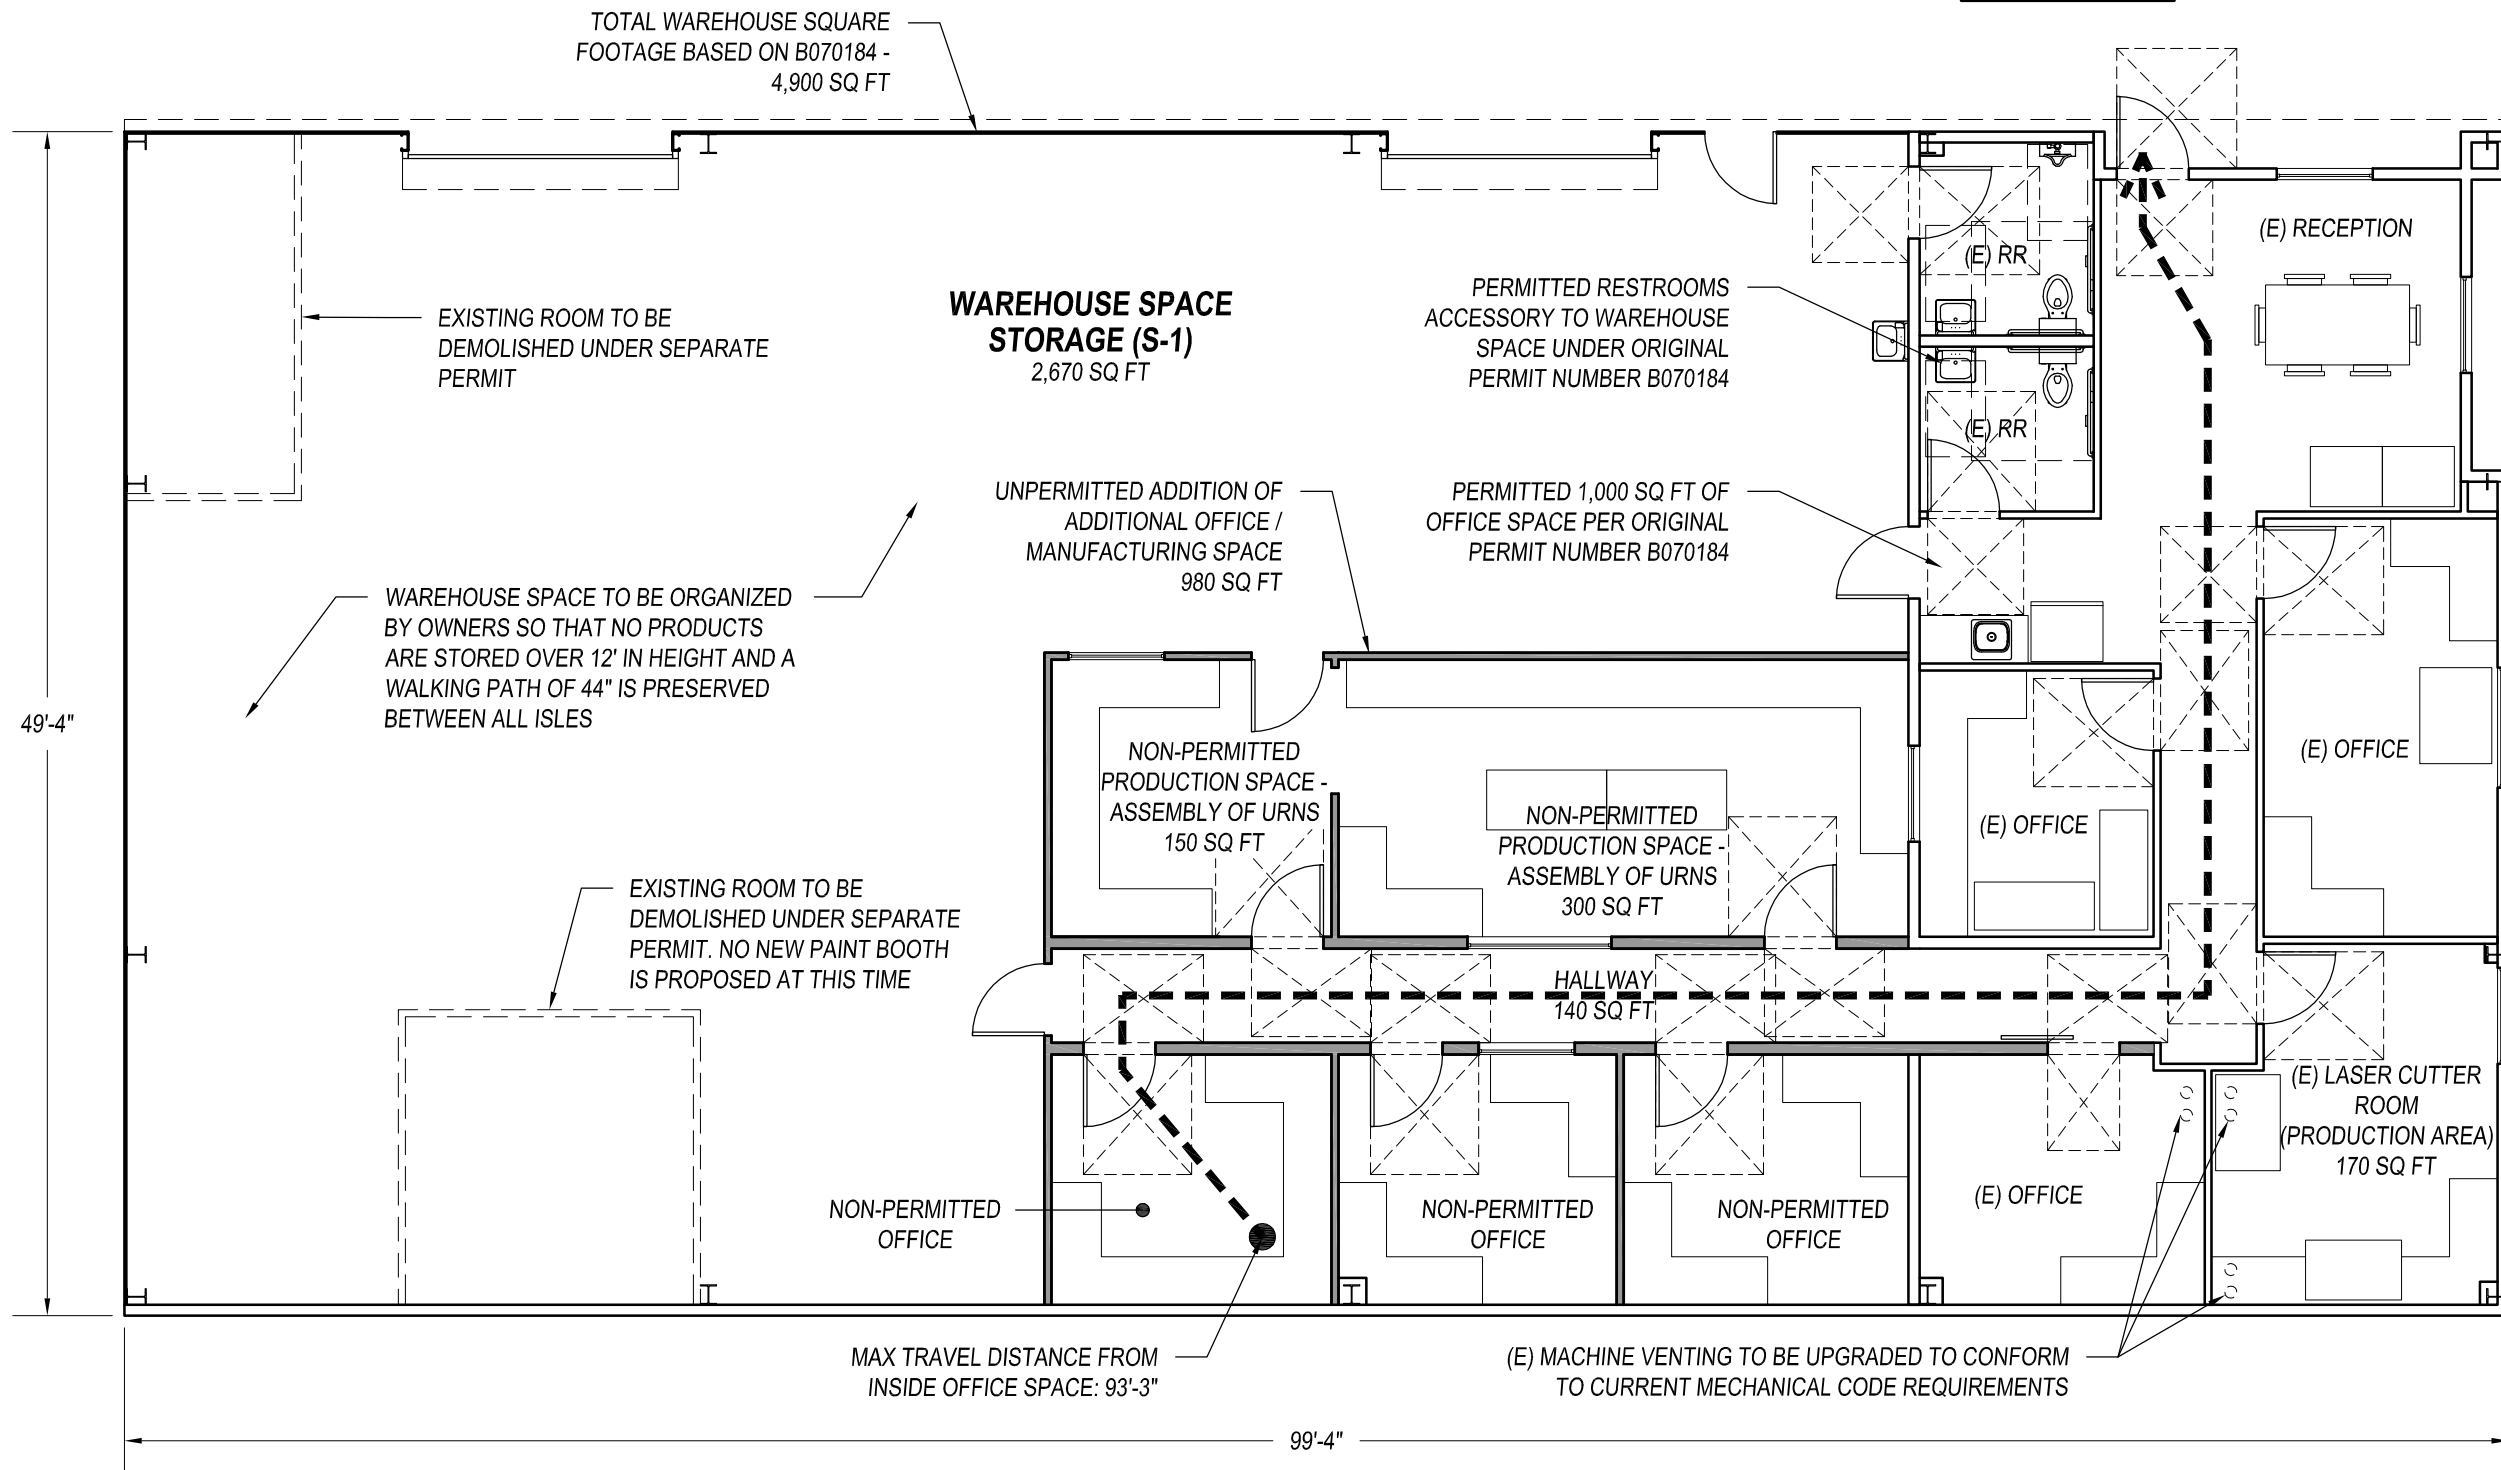 TOTAL WAREHOUSE SQUARE
FOOTAGE BASED ON B070184 -
4,900 SQ FT
(E) RECEPTION
(E) RR
PERMITTED RESTROOMS
ACCESSORY TO WAREHOUSE
SPACE UNDER ORIGINAL
PERMIT NUMBER B070184
WAREHOUSE SPACE
STORAGE (S-1)
2,670 SQ FT
EXISTING ROOM TO BE
DEMOLISHED UNDER SEPARATE
PERMIT
(E) RR
UNPERMITTED ADDITION OF
ADDITIONAL OFFICE /
MANUFACTURING SPACE
980 SQ FT
PERMITTED 1,000 SQ FT OF
OFFICE SPACE PER ORIGINAL
PERMIT NUMBER B070184
WAREHOUSE SPACE TO BE ORGANIZED
BY OWNERS SO THAT NO PRODUCTS
ARE STORED OVER 12' IN HEIGHT AND A
WALKING PATH OF 44" IS PRESERVED
BETWEEN ALL ISLES
49'-4"
NON-PERMITTED
PRODUCTION SPACE -
ASSEMBLY OF URNS
150 SQ FT
NON-PERMITTED
PRODUCTION SPACE -
ASSEMBLY OF URNS
300 SQ FT
(E) OFFICE
(E) OFFICE
EXISTING ROOM TO BE
DEMOLISHED UNDER SEPARATE
PERMIT. NO NEW PAINT BOOTH
IS PROPOSED AT THIS TIME
HALLWAY
140 SQ FT
(E) LASER CUTTER
ROOM
(PRODUCTION AREA)
170 SQ FT
NON-PERMITTED
OFFICE
NON-PERMITTED
OFFICE
NON-PERMITTED
OFFICE
(E) OFFICE
MAX TRAVEL DISTANCE FROM
INSIDE OFFICE SPACE: 93'-3"
(E) MACHINE VENTING TO BE UPGRADED TO CONFORM
TO CURRENT MECHANICAL CODE REQUIREMENTS
99'-4"